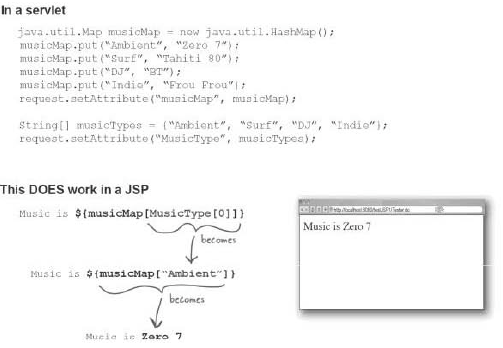 In a servlet
java.util.Map musicMap = new java.util.HashMap();
musicMap.put("Ambient", "Zero 7");
musicMap.put("Surf", "Tahiti 80");
musicMap.put("DJ", "BT");
musicMap.put("Indie", "Frou Frou");
request.setAttribute("musicMap", musicMap);
String[] musicTypes = {"Ambient", "Surf", "DJ", "Indie"};
request.setAttribute("MusicType", musicTypes);
This DOES work in a JSP
Music is ${musicMap[MusicType[0]]}
becomes
Music is ${musicMap["Ambient"]}
becomes
Music is Zero 7
Music is Zero 7